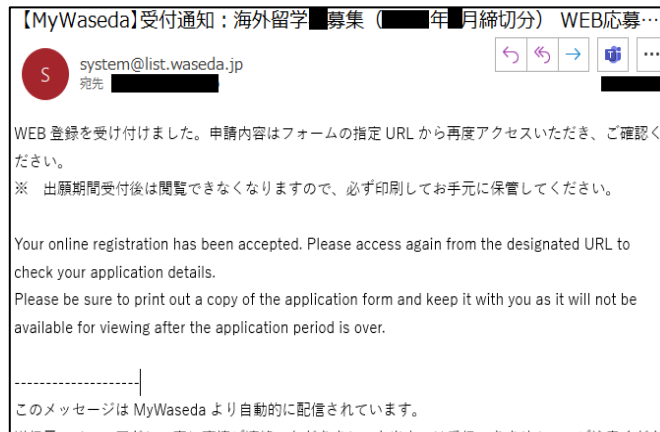 【MyWaseda】受付通知：海外留学 募集（ 年 月締切分） WEB応募…
S
system@list.waseda.jp
宛先
WEB 登録を受け付けました。申請内容はフォームの指定 URL から再度アクセスいただき、ご確認く
ださい。
※ 出願期間受付後は閲覧できなくなりますので、必ず印刷してお手元に保管してください。
Your online registration has been accepted. Please access again from the designated URL to
check your application details.
Please be sure to print out a copy of the application form and keep it with you as it will not be
available for viewing after the application period is over.
--------------------
このメッセージは MyWaseda より自動的に配信されています。